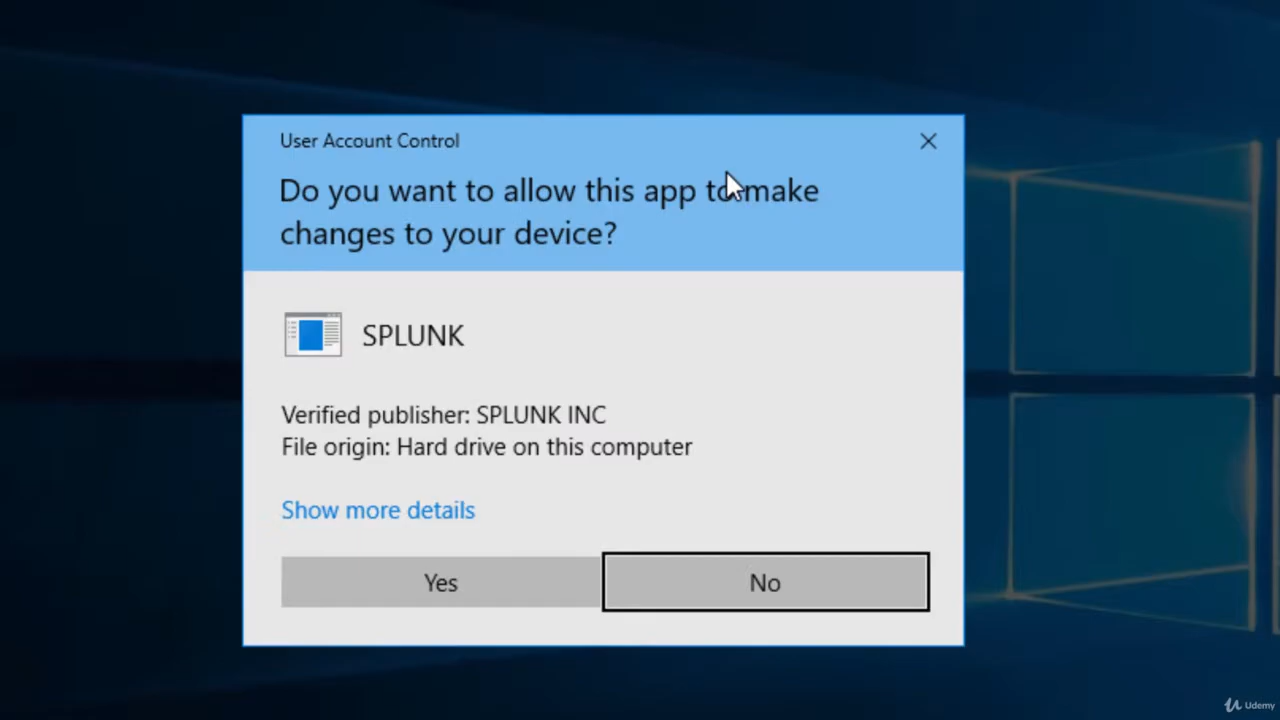 User Account Control
Do you want to allow this app to make
changes to your device?
SPLUNK
Verified publisher: SPLUNK INC
File origin: Hard drive on this computer
Show more details
Yes
No
Udemy